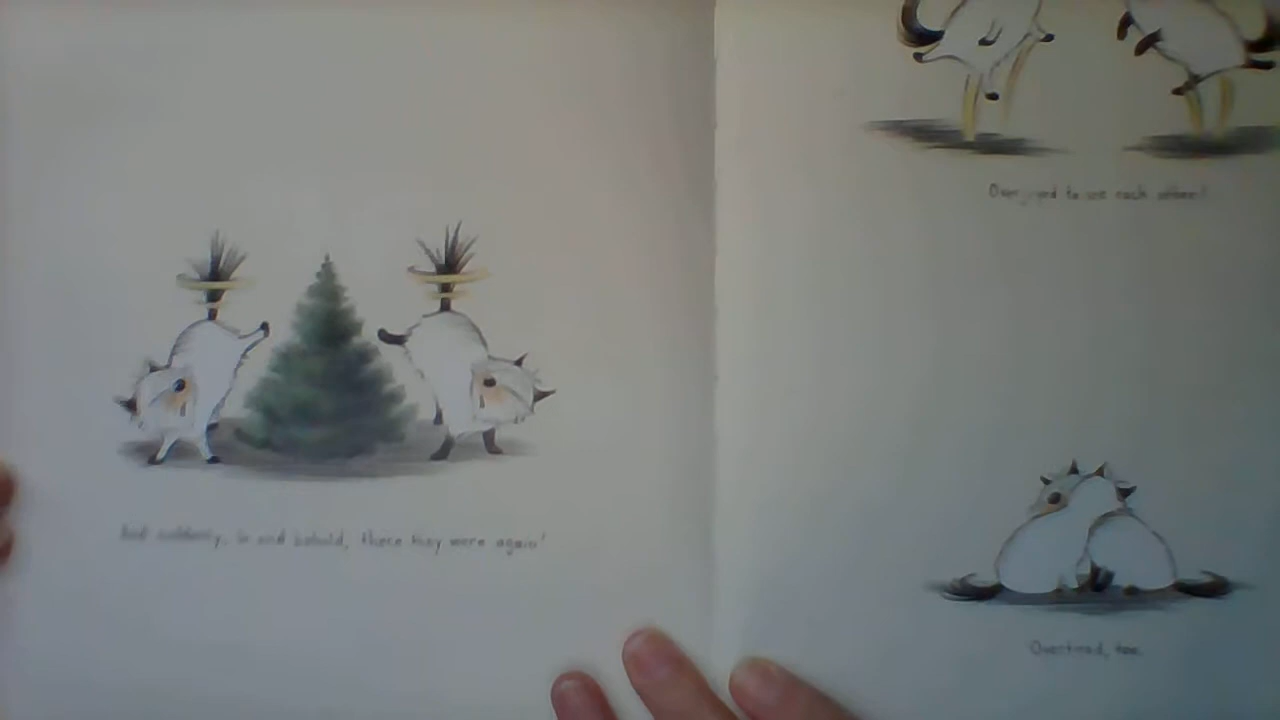 And suddenly, lo and behold, there they were again!
Overjoyed to see each other!
Overtired, too.